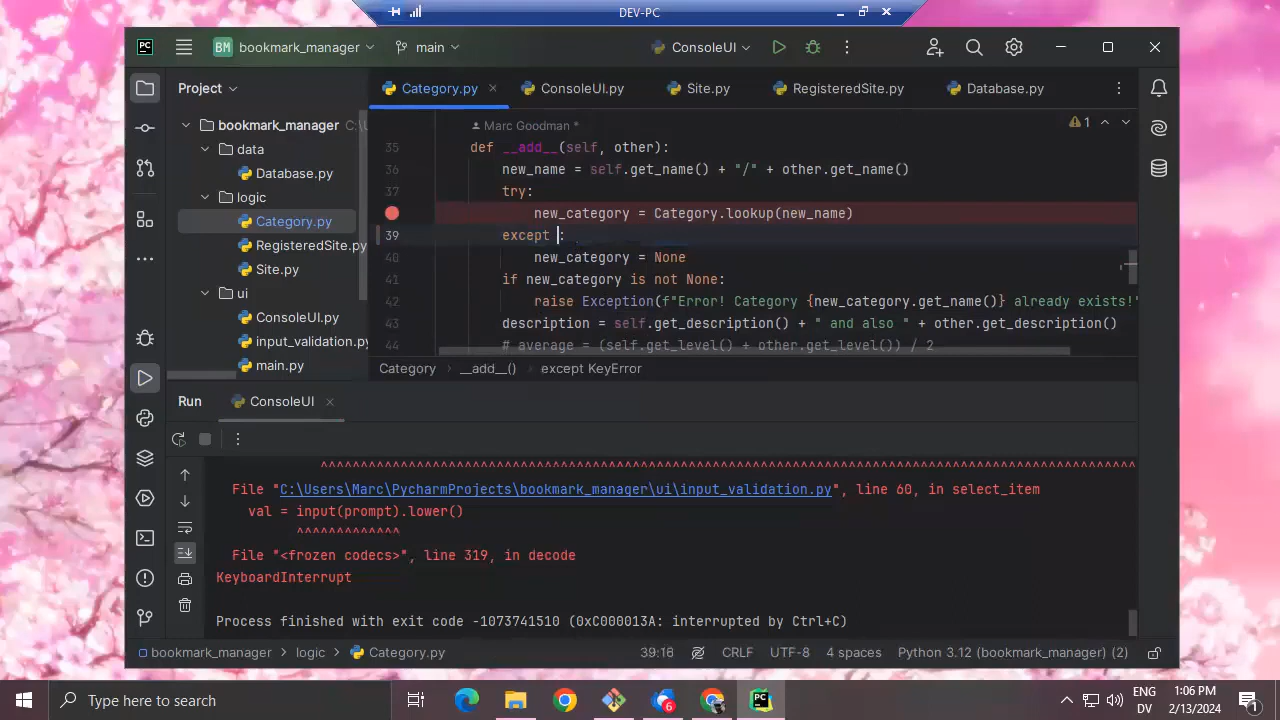 DEV-PC
PC
BM bookmark_manager
main
ConsoleUI
Project
Category.py
ConsoleUI.py
Site.py
RegisteredSite.py
Database.py
bookmark_manager
data
Database.py
logic
Category.py
RegisteredSite.py
Site.py
ui
ConsoleUI.py
input_validation.py
main.py
Marc Goodman *
1
35 def __add__(self, other):
36 new_name = self.get_name() + "/" + other.get_name()
37 try:
new_category = Category.lookup(new_name)
39 except :
40 new_category = None
41 if new_category is not None:
42 raise Exception(f"Error! Category {new_category.get_name()} already exists!"
43 description = self.get_description() + " and also " + other.get_description()
44 # average = (self.get_level() + other.get_level()) / 2
Category > __add__() > except KeyError
Run ConsoleUI
^^^^^^^^^^^^^^^^^^^^^^^^^^^^^^^^^^^^^^^^^^^^^^^^^^^^^^^^^^^^^^^^^^^^^^^^^^^^^^^^^^^^^^^^^^^^^^^^^^^^^^
File "C:\Users\Marc\PycharmProjects\bookmark_manager\ui\input_validation.py", line 60, in select_item
val = input(prompt).lower()
^^^^^^^^^^^^^
File "<frozen codecs>", line 319, in decode
KeyboardInterrupt
Process finished with exit code -1073741510 (0xC000013A: interrupted by Ctrl+C)
bookmark_manager > logic > Category.py
39:16 CRLF UTF-8 4 spaces Python 3.12 (bookmark_manager) (2)
Type here to search
6
ENG
DV
1:06 PM
2/13/2024
1